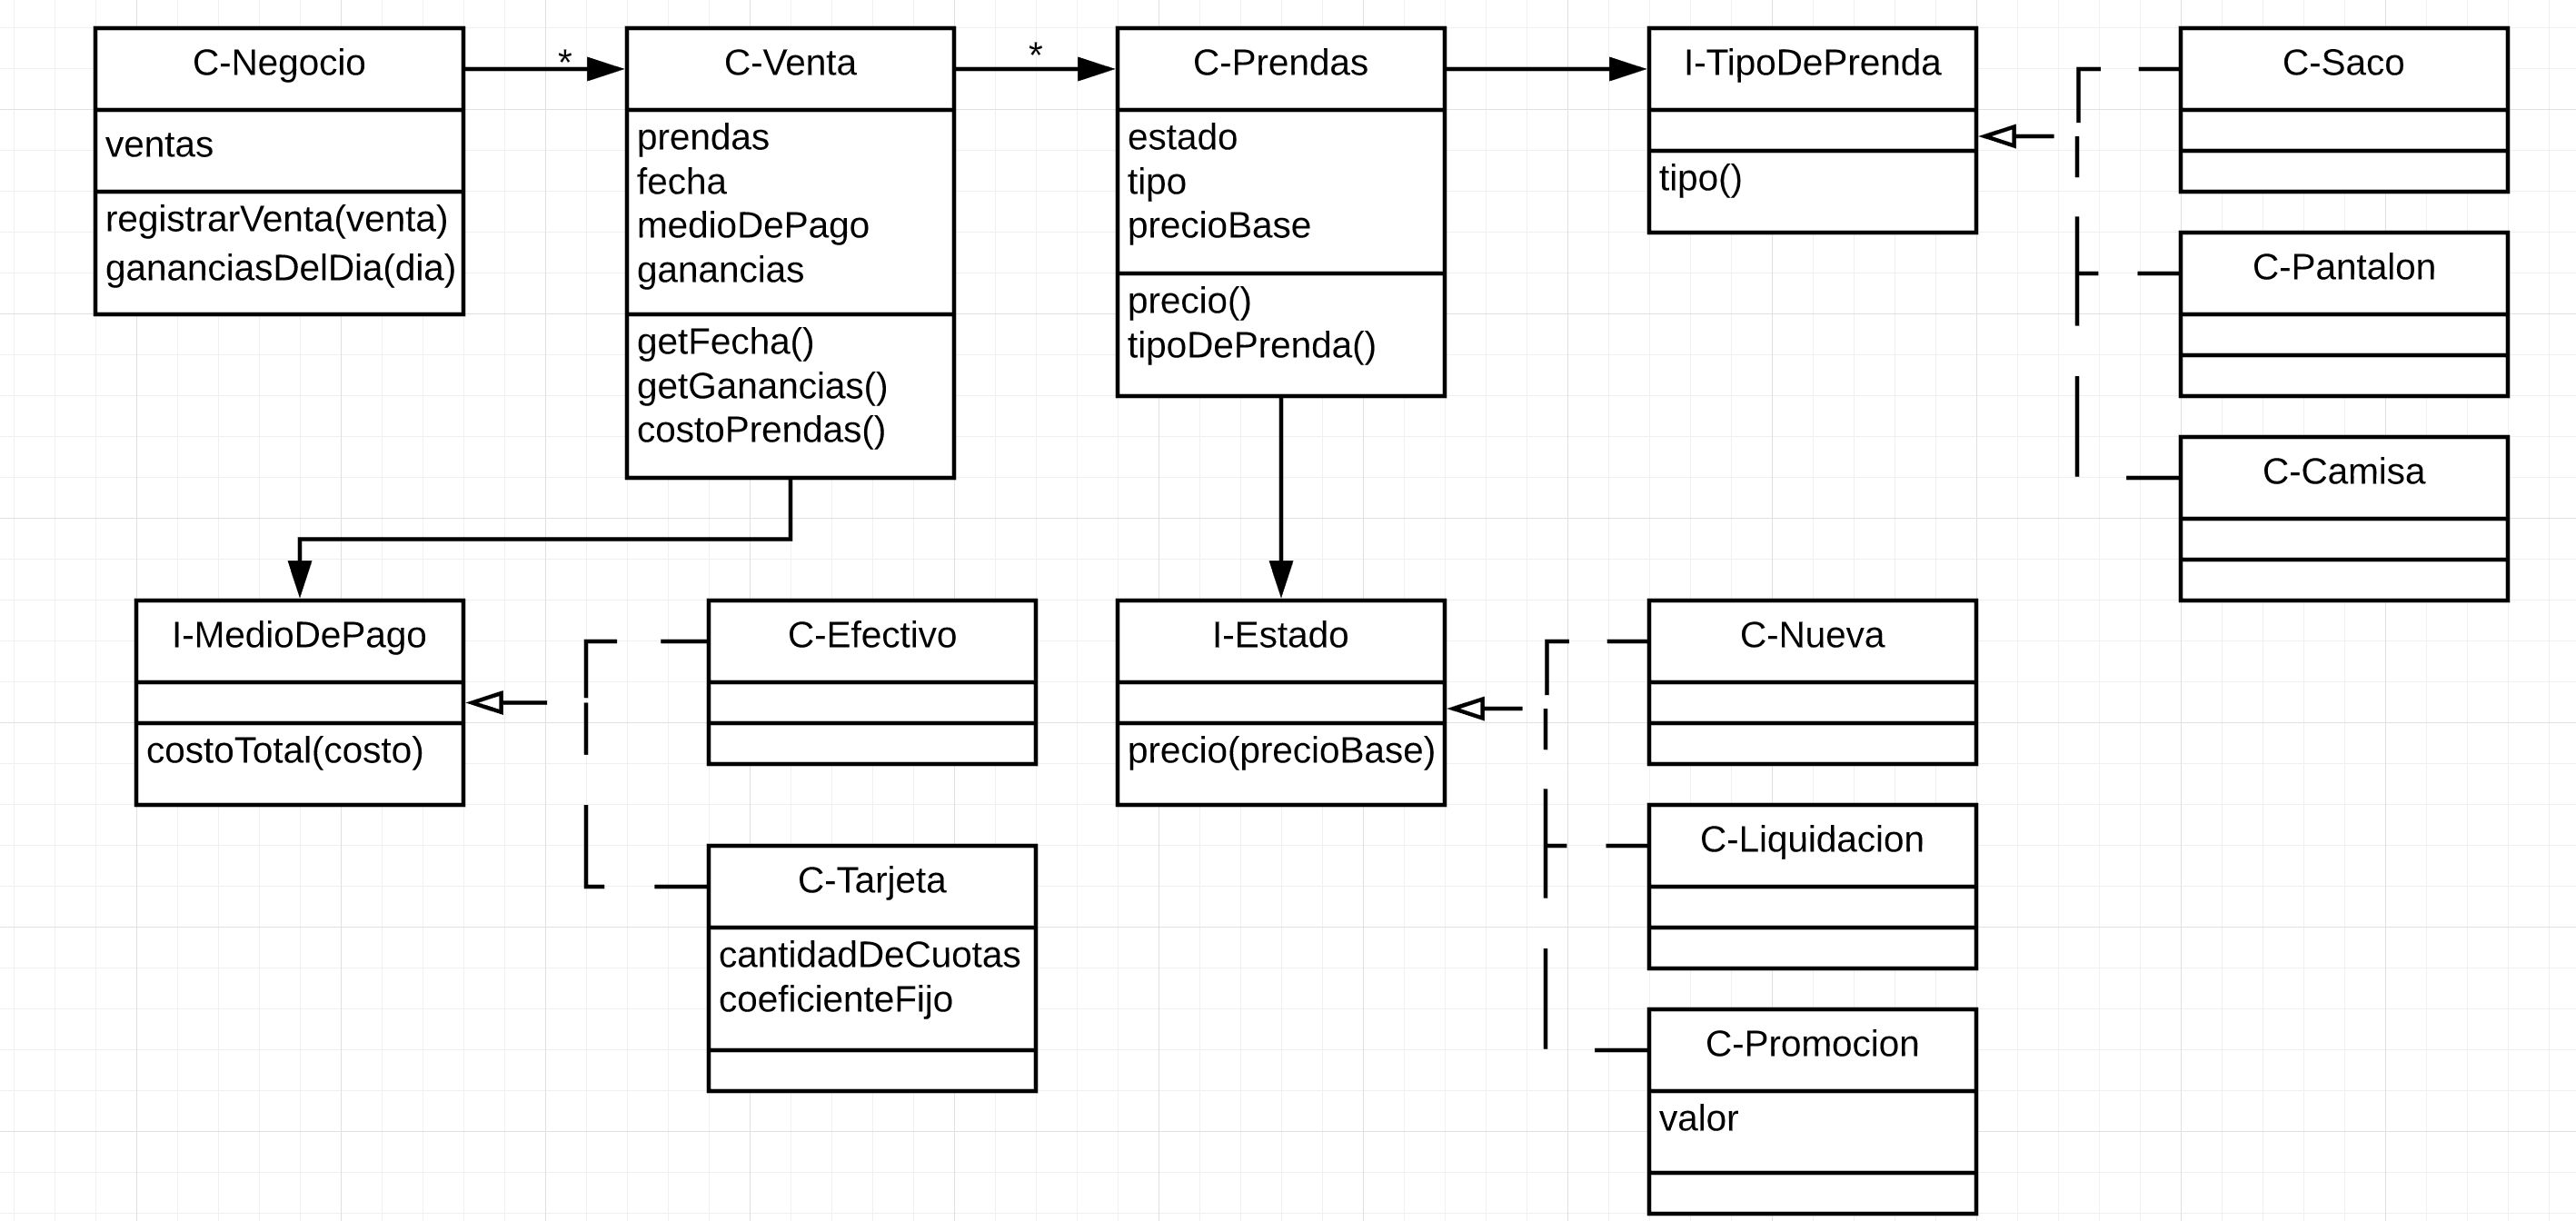 C-Negocio
ventas
registrarVenta(venta)
gananciasDelDia(dia)
*
C-Venta
prendas
fecha
medioDePago
ganancias
getFecha()
getGanancias()
costoPrendas()
*
C-Prendas
estado
tipo
precioBase
precio()
tipoDePrenda()
I-TipoDePrenda
tipo()
C-Saco
C-Pantalon
C-Camisa
I-MedioDePago
costoTotal(costo)
C-Efectivo
C-Tarjeta
cantidadDeCuotas
coeficienteFijo
I-Estado
precio(precioBase)
C-Nueva
C-Liquidacion
C-Promocion
valor